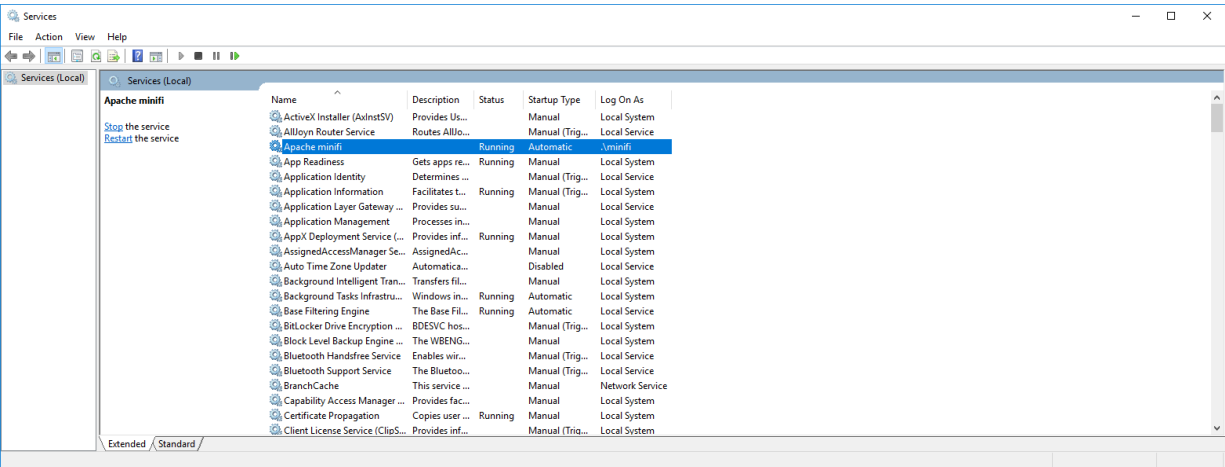 Services
File Action View Help
Services (Local)
Services (Local)
Apache minifi
Stop the service
Restart the service
Name Description Status Startup Type Log On As
ActiveX Installer (AxInstSV) Provides Us... Manual Local System
AllJoyn Router Service Routes AllJo... Manual (Trig... Local Service
Apache minifi Running Automatic .\minifi
App Readiness Gets apps re... Running Manual Local System
Application Identity Determines ... Manual (Trig... Local Service
Application Information Facilitates t... Running Manual (Trig... Local System
Application Layer Gateway ... Provides su... Manual Local Service
Application Management Processes in... Manual Local System
AppX Deployment Service (... Provides inf... Running Manual Local System
AssignedAccessManager Se... AssignedAc... Manual Local System
Auto Time Zone Updater Automatica... Disabled Local Service
Background Intelligent Tran... Transfers fil... Manual Local System
Background Tasks Infrastru... Windows in... Running Automatic Local System
Base Filtering Engine The Base Fil... Running Automatic Local Service
BitLocker Drive Encryption ... BDESVC hos... Manual (Trig... Local System
Block Level Backup Engine ... The WBENG... Manual Local System
Bluetooth Handsfree Service Enables wir... Manual (Trig... Local Service
Bluetooth Support Service The Bluetoo... Manual (Trig... Local Service
BranchCache This service ... Manual Network Service
Capability Access Manager ... Provides fac... Manual Local System
Certificate Propagation Copies user ... Running Manual Local System
Client License Service (ClipS... Provides inf... Manual (Trig... Local System
Extended Standard